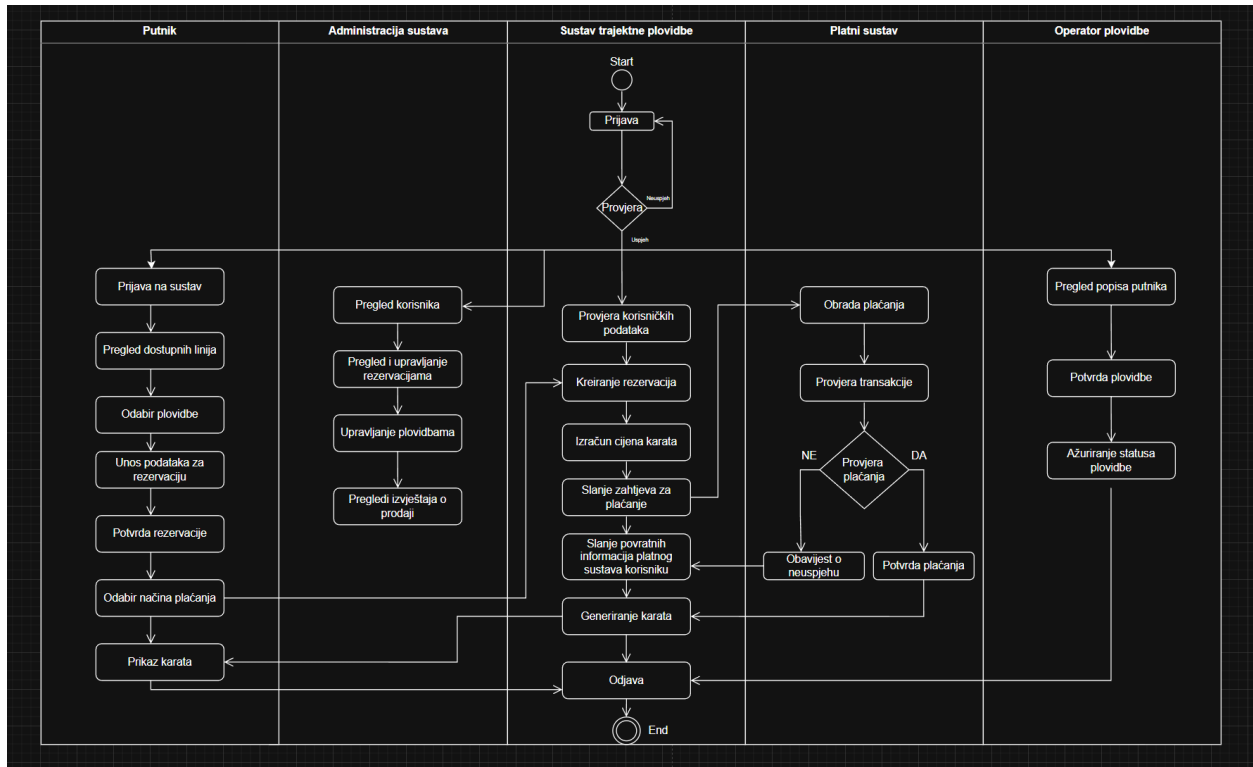 Putnik
Administracija sustava
Sustav trajektne plovidbe
Platni sustav
Operator plovidbe
Start
Prijava
Neuspjeh
Provjera
Uspjeh
Prijava na sustav
Pregled dostupnih linija
Odabir plovidbe
Unos podataka za
rezervaciju
Potvrda rezervacije
Odabir načina plaćanja
Prikaz karata
Pregled korisnika
Pregled i upravljanje
rezervacijama
Upravljanje plovidbama
Pregledi izvještaja o
prodaji
Provjera korisničkih
podataka
Kreiranje rezervacija
Izračun cijena karata
Slanje zahtjeva za
plaćanje
Slanje povratnih
informacija platnog
sustava korisniku
Generiranje karata
Odjava
End
Obrada plaćanja
Provjera transakcije
NE
DA
Provjera
plaćanja
Obavijest o
neuspjehu
Potvrda plaćanja
Pregled popisa putnika
Potvrda plovidbe
Ažuriranje statusa
plovidbe